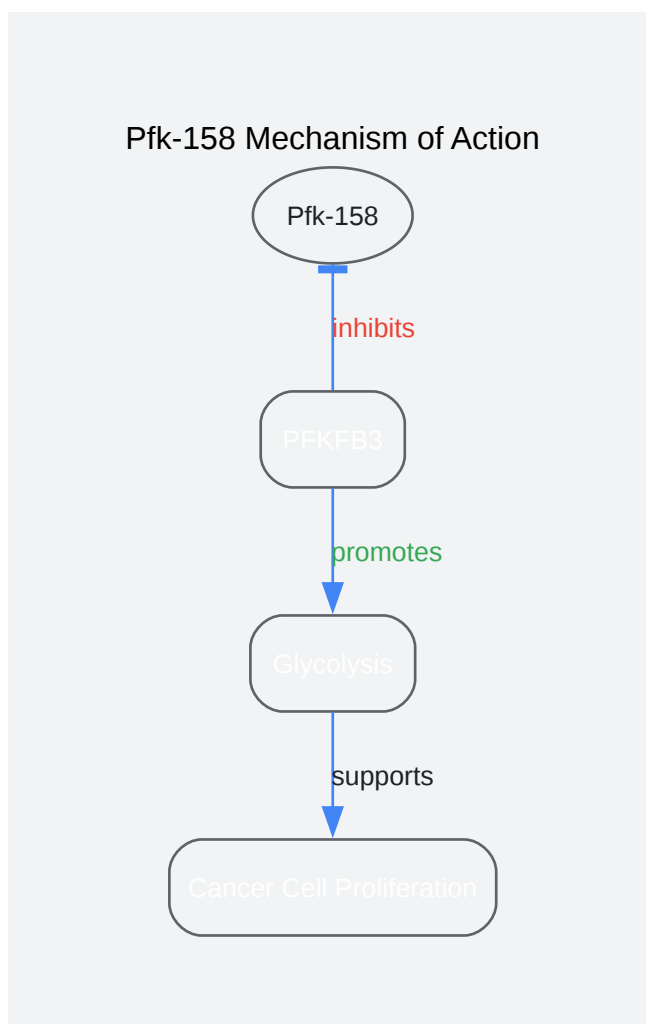 Pfk-158 Mechanism of Action
Pfk-158
inhibits
PFKFB3
promotes
Glycolysis
supports
Cancer Cell Proliferation